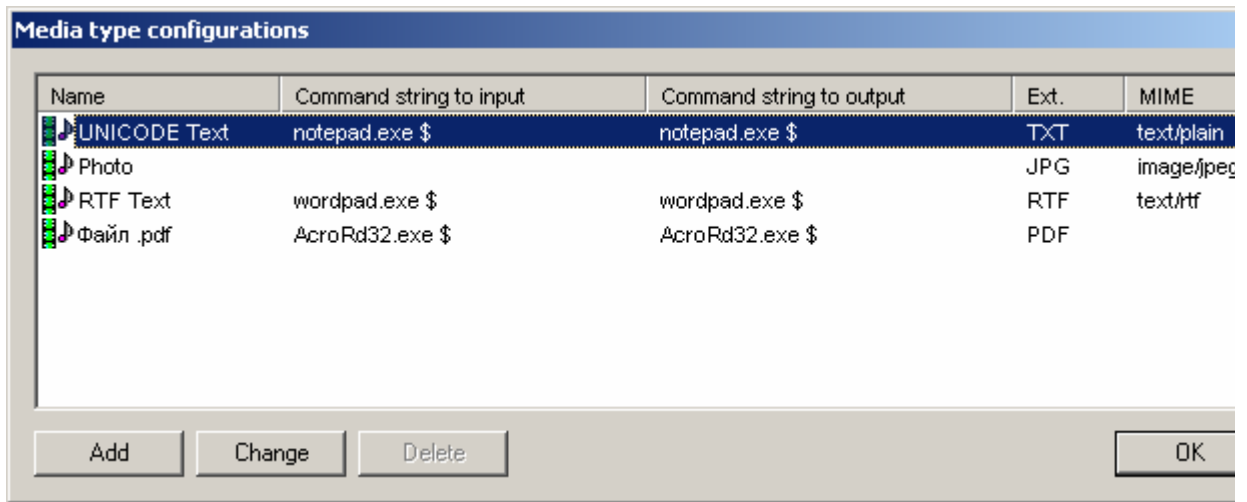 Media type configurations
Name Command string to input Command string to output Ext. MIME
UNICODE Text notepad.exe $ notepad.exe $ TXT text/plain
Photo JPG image/jpeg
RTF Text wordpad.exe $ wordpad.exe $ RTF text/rtf
Файл .pdf AcroRd32.exe $ AcroRd32.exe $ PDF
Add Change Delete OK